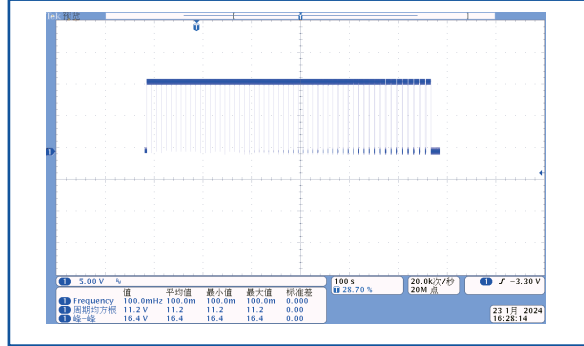 Tek 预览
T
1
1 5.00 V
100 s
T 28.70 %
20.0k次/秒
20M 点
1 -3.30 V
值 平均值 最小值 最大值 标准差
1 Frequency 100.0mHz 100.0m 100.0m 100.0m 0.000
1 周期均方根 11.2 V 11.2 11.2 11.2 0.00
1 峰-峰 16.4 V 16.4 16.4 16.4 0.00
23 1月 2024
16:28:14